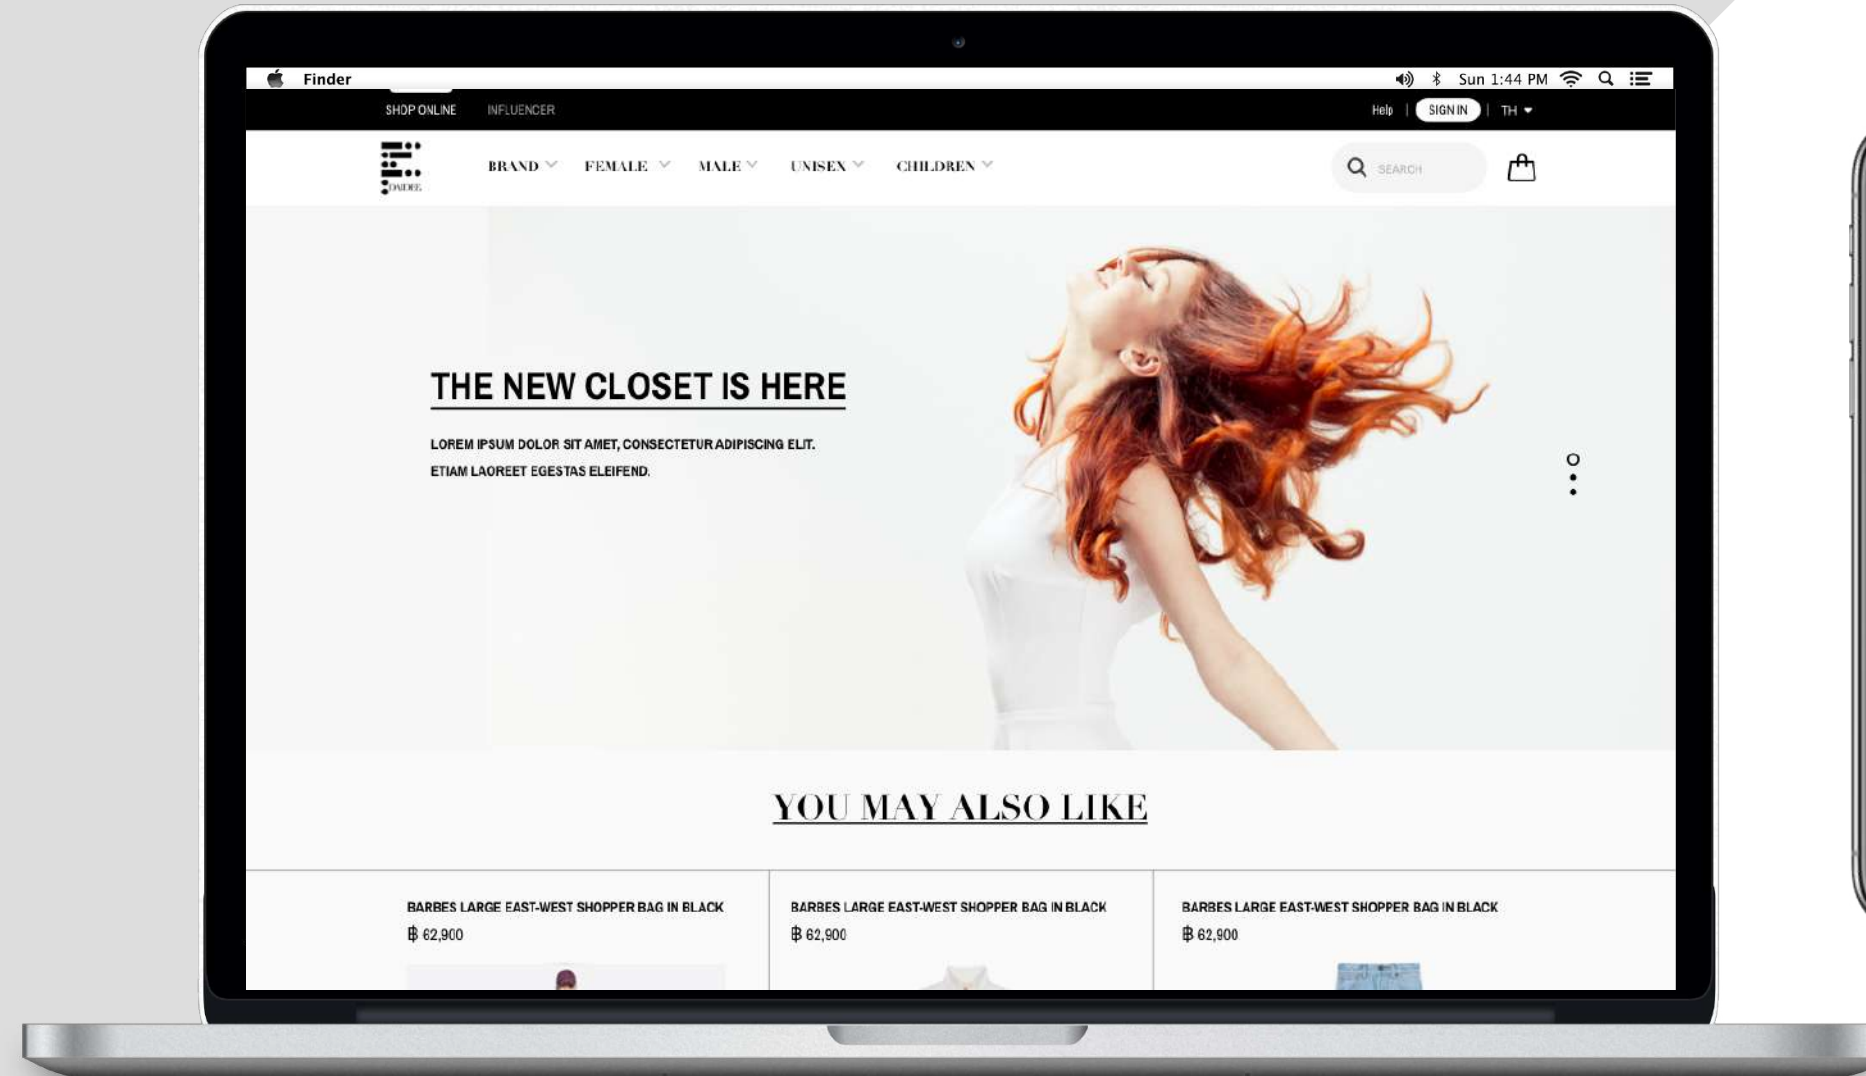 Finder
Sun 1:44 PM
SHOP ONLINE INFLUENCER
Help | SIGN IN | TH
BRAND FEMALE MALE UNISEX CHILDREN
SEARCH
THE NEW CLOSET IS HERE
LOREM IPSUM DOLOR SIT AMET, CONSECTETUR ADIPISCING ELIT.
ETIAM LAOREET EGESTAS ELEIFEND.
YOU MAY ALSO LIKE
BARBES LARGE EAST-WEST SHOPPER BAG IN BLACK
฿ 62,900
BARBES LARGE EAST-WEST SHOPPER BAG IN BLACK
฿ 62,900
BARBES LARGE EAST-WEST SHOPPER BAG IN BLACK
฿ 62,900